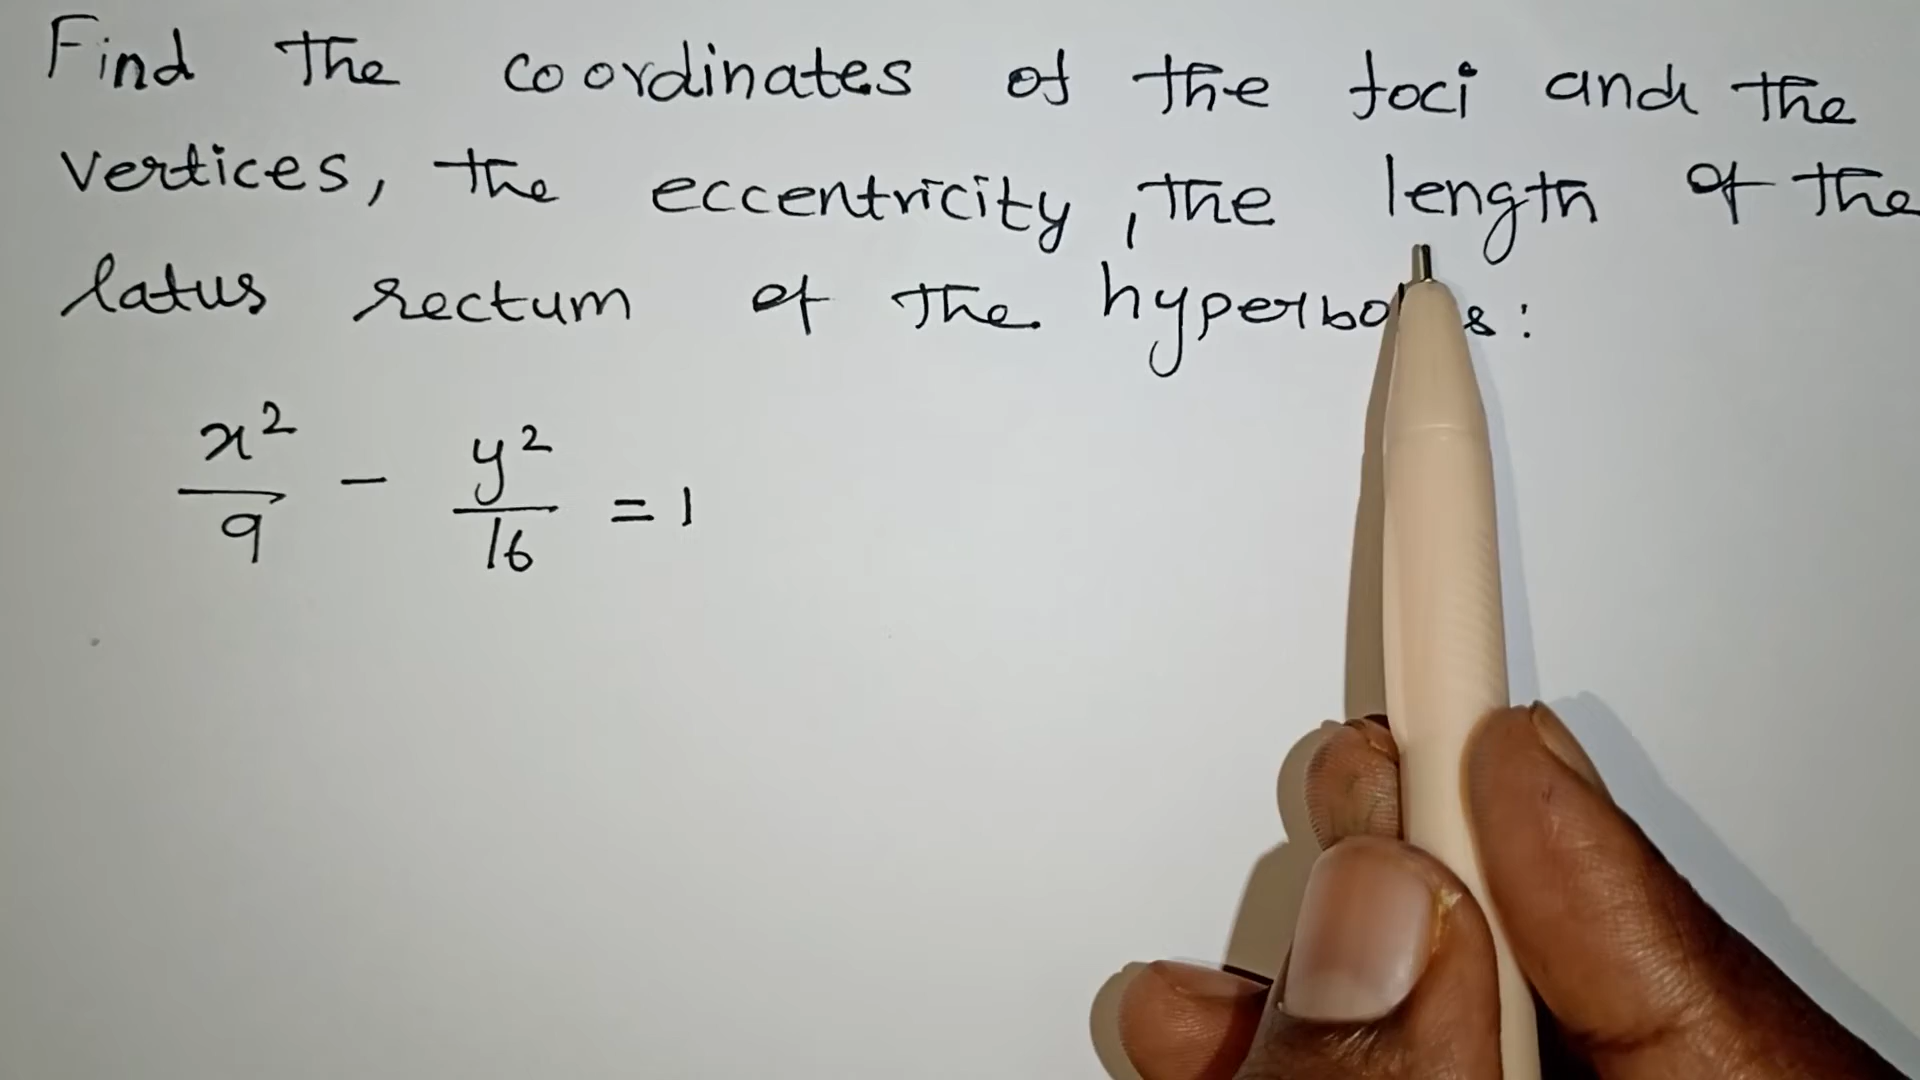 Find the coordinates of the foci and the
vertices, the eccentricity, the length of the
latus rectum of the
x²/9 - y²/16 = 1